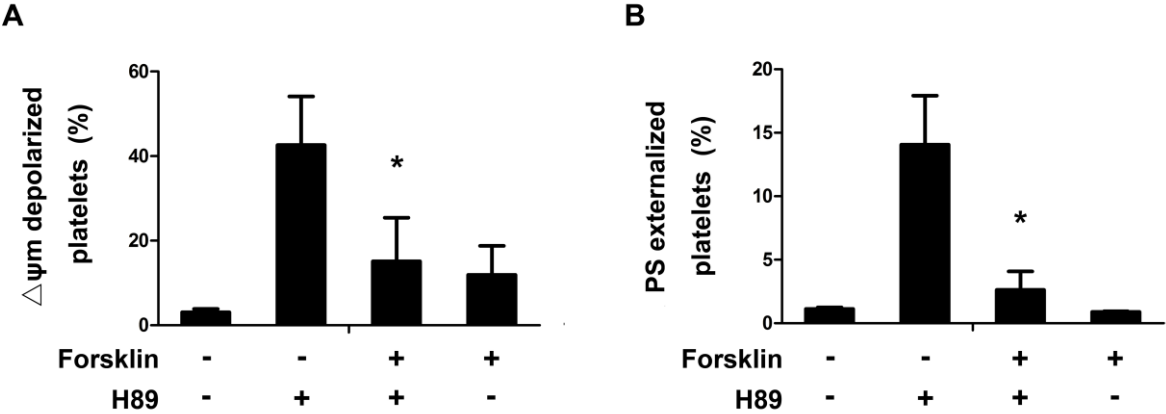 A
△ψm depolarized
platelets (%)
60
40
20
0
*
Forsklin - - + +
H89 - + + -
B
PS externalized
platelets (%)
20
15
10
5
0
*
Forsklin - - + +
H89 - + + -